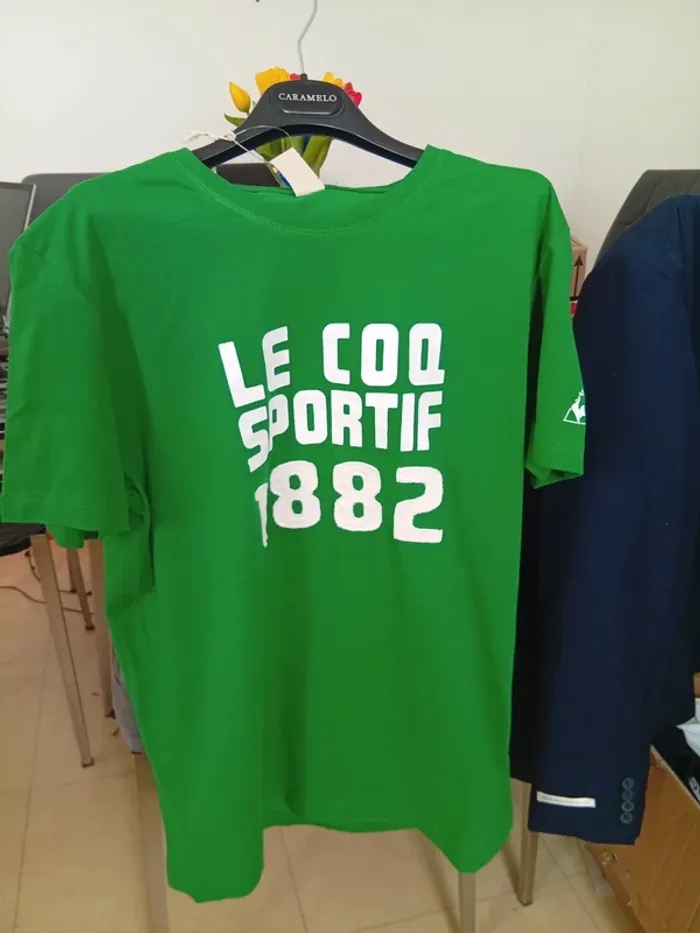 CARAMELO
LE COQ
SPORTIF
1882